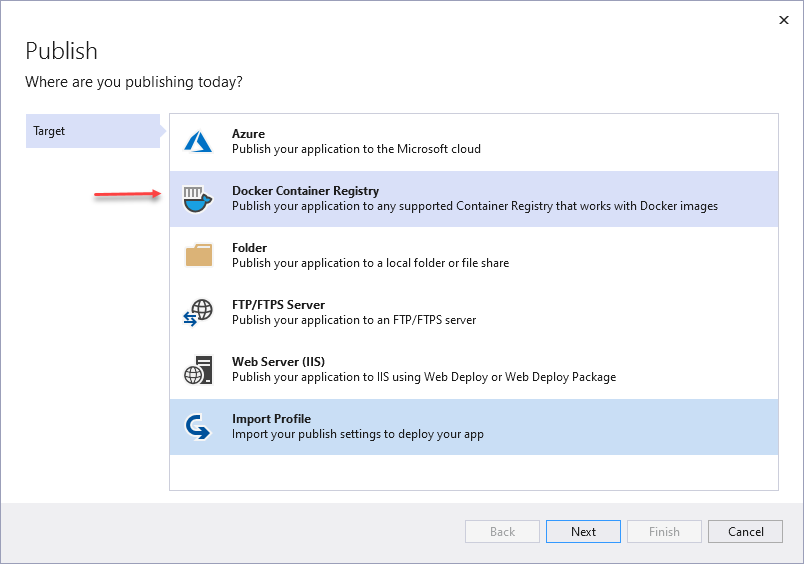 Publish
Where are you publishing today?
Target
Azure
Publish your application to the Microsoft cloud
Docker Container Registry
Publish your application to any supported Container Registry that works with Docker images
Folder
Publish your application to a local folder or file share
FTP/FTPS Server
Publish your application to an FTP/FTPS server
Web Server (IIS)
Publish your application to IIS using Web Deploy or Web Deploy Package
Import Profile
Import your publish settings to deploy your app
Back
Next
Finish
Cancel